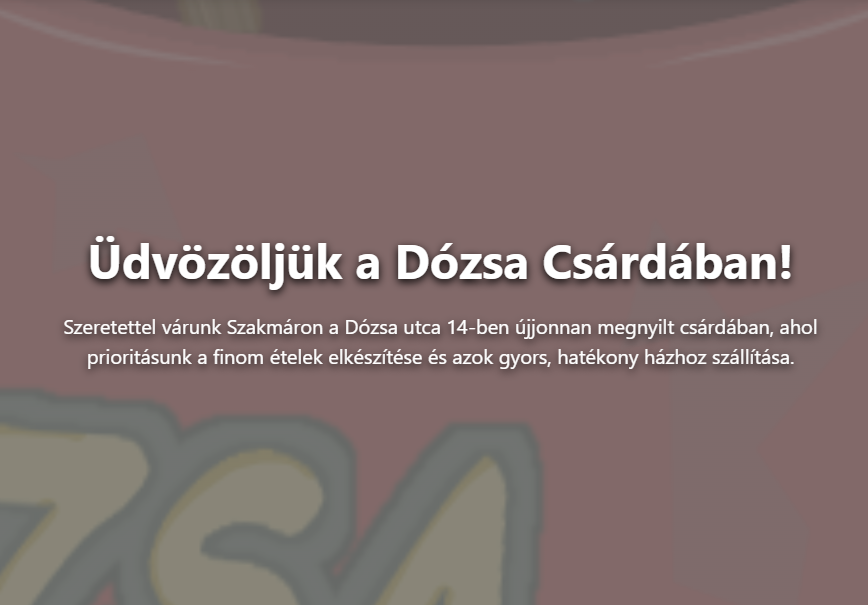 Üdvözöljük a Dózsa Csárdában!
Szeretettel várunk Szakmáron a Dózsa utca 14-ben újjonnan megnyilt csárdában, ahol
prioritásunk a finom ételek elkészítése és azok gyors, hatékony házhoz szállítása.
ZSA